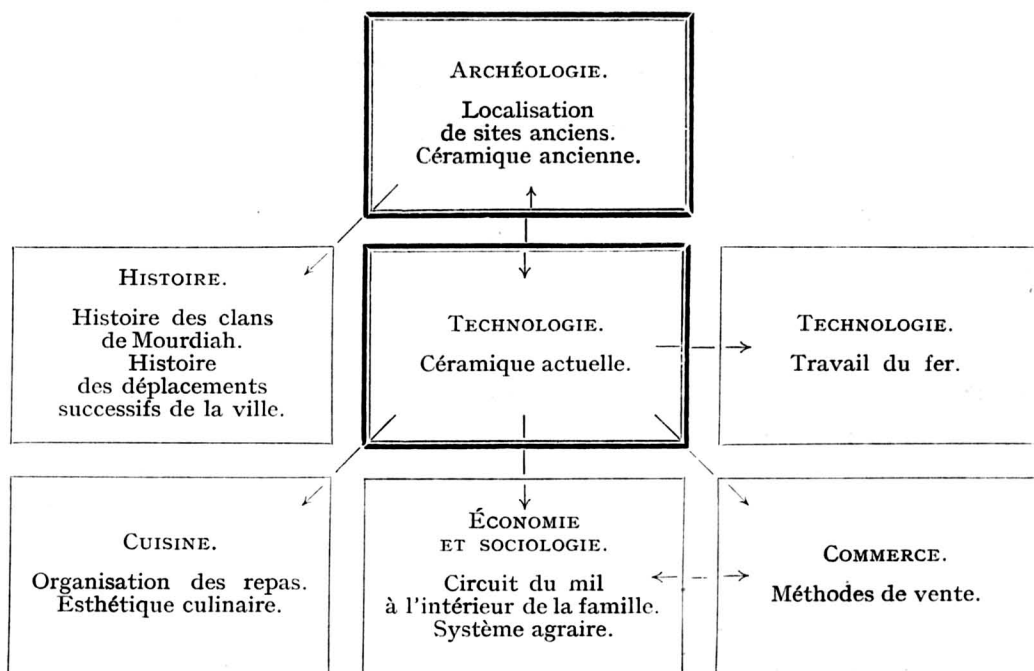 ARCHÉOLOGIE.
Localisation
de sites anciens.
Céramique ancienne.
HISTOIRE.
Histoire des clans
de Mourdiah.
Histoire
des déplacements
successifs de la ville.
TECHNOLOGIE.
Céramique actuelle.
TECHNOLOGIE.
Travail du fer.
CUISINE.
Organisation des repas.
Esthétique culinaire.
ÉCONOMIE
ET SOCIOLOGIE.
Circuit du mil
à l'intérieur de la famille.
Système agraire.
COMMERCE.
Méthodes de vente.